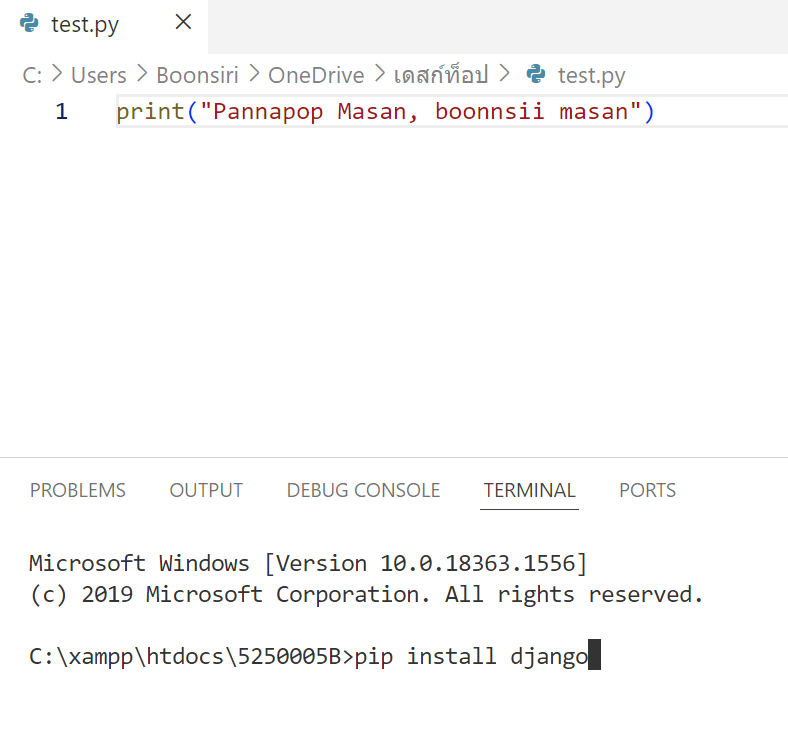 test.py
C: > Users > Boonsiri > OneDrive > เดสก์ท็อป > test.py
1 print("Pannapop Masan, boonnsii masan")
PROBLEMS OUTPUT DEBUG CONSOLE TERMINAL PORTS
Microsoft Windows [Version 10.0.18363.1556]
(c) 2019 Microsoft Corporation. All rights reserved.
C:\xampp\htdocs\5250005B>pip install django